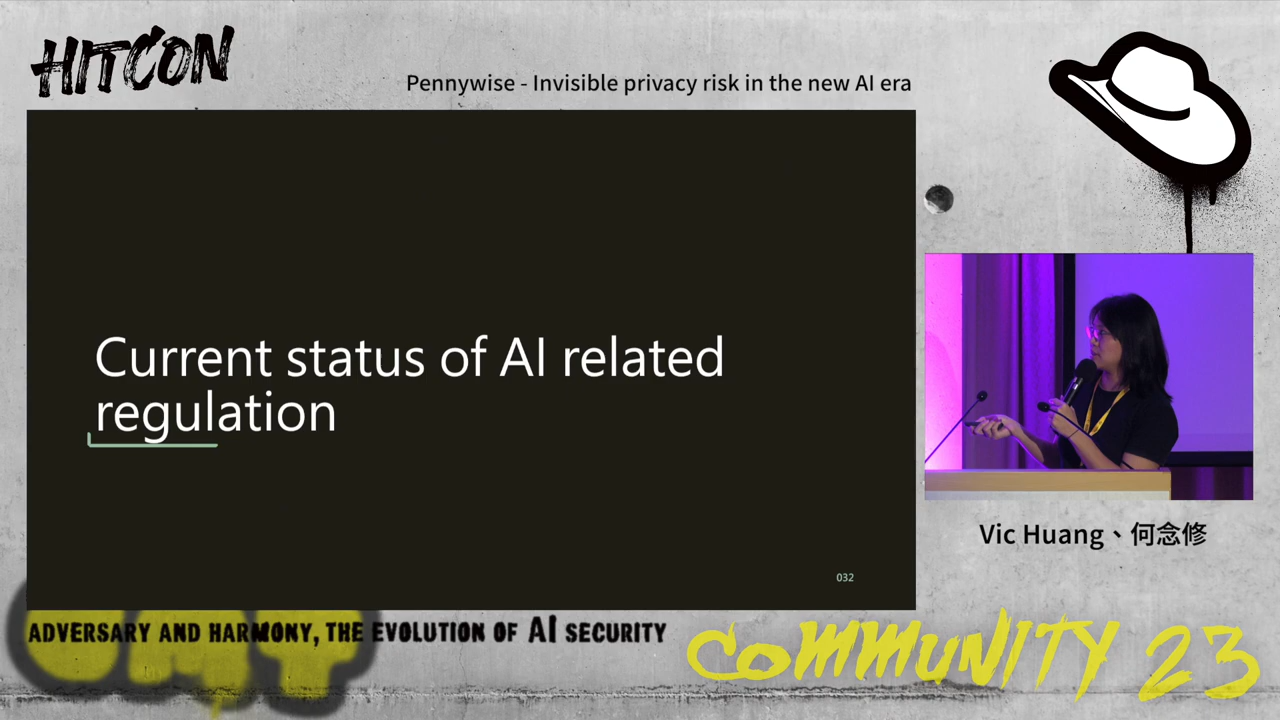 HITCON
Pennywise - Invisible privacy risk in the new AI era
Current status of AI related
regulation
032
Vic Huang、何念修
ADVERSARY AND HARMONY, THE EVOLUTION OF AI SECURITY
COMMUNITY 23